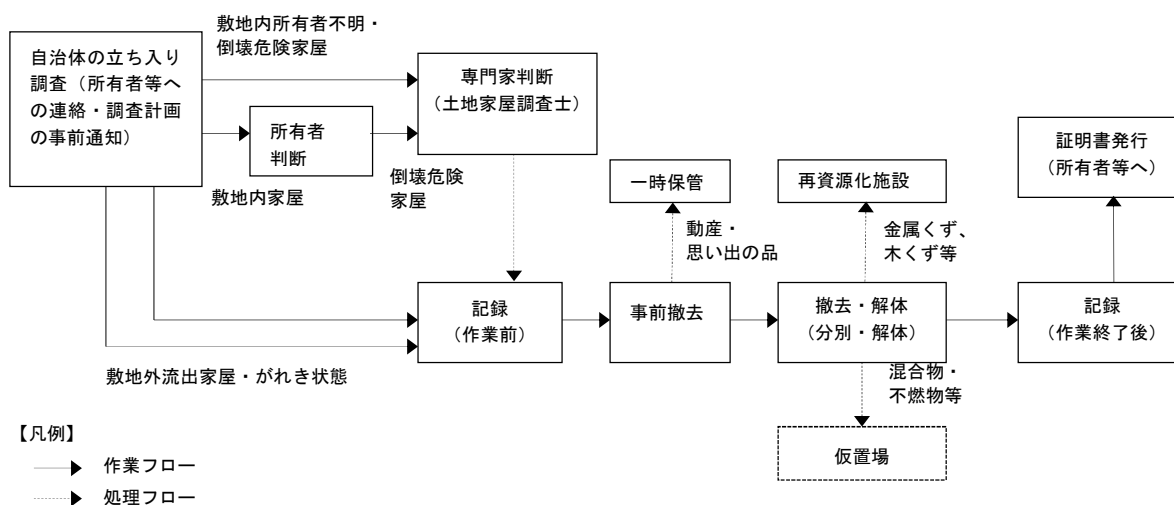 敷地内所有者不明・
倒壊危険家屋
自治体の立ち入り
調査(所有者等へ
の連絡・調査計画
の事前通知)
専門家判断
(土地家屋調査士)
所有者
判断
敷地内家屋
倒壊危険
家屋
一時保管
再資源化施設
証明書発行
(所有者等へ)
動産・
思い出の品
金属くず、
木くず等
記録
(作業前)
事前撤去
撤去・解体
(分別・解体)
記録
(作業終了後)
敷地外流出家屋・がれき状態
混合物・
不燃物等
仮置場
【凡例】
作業フロー
処理フロー